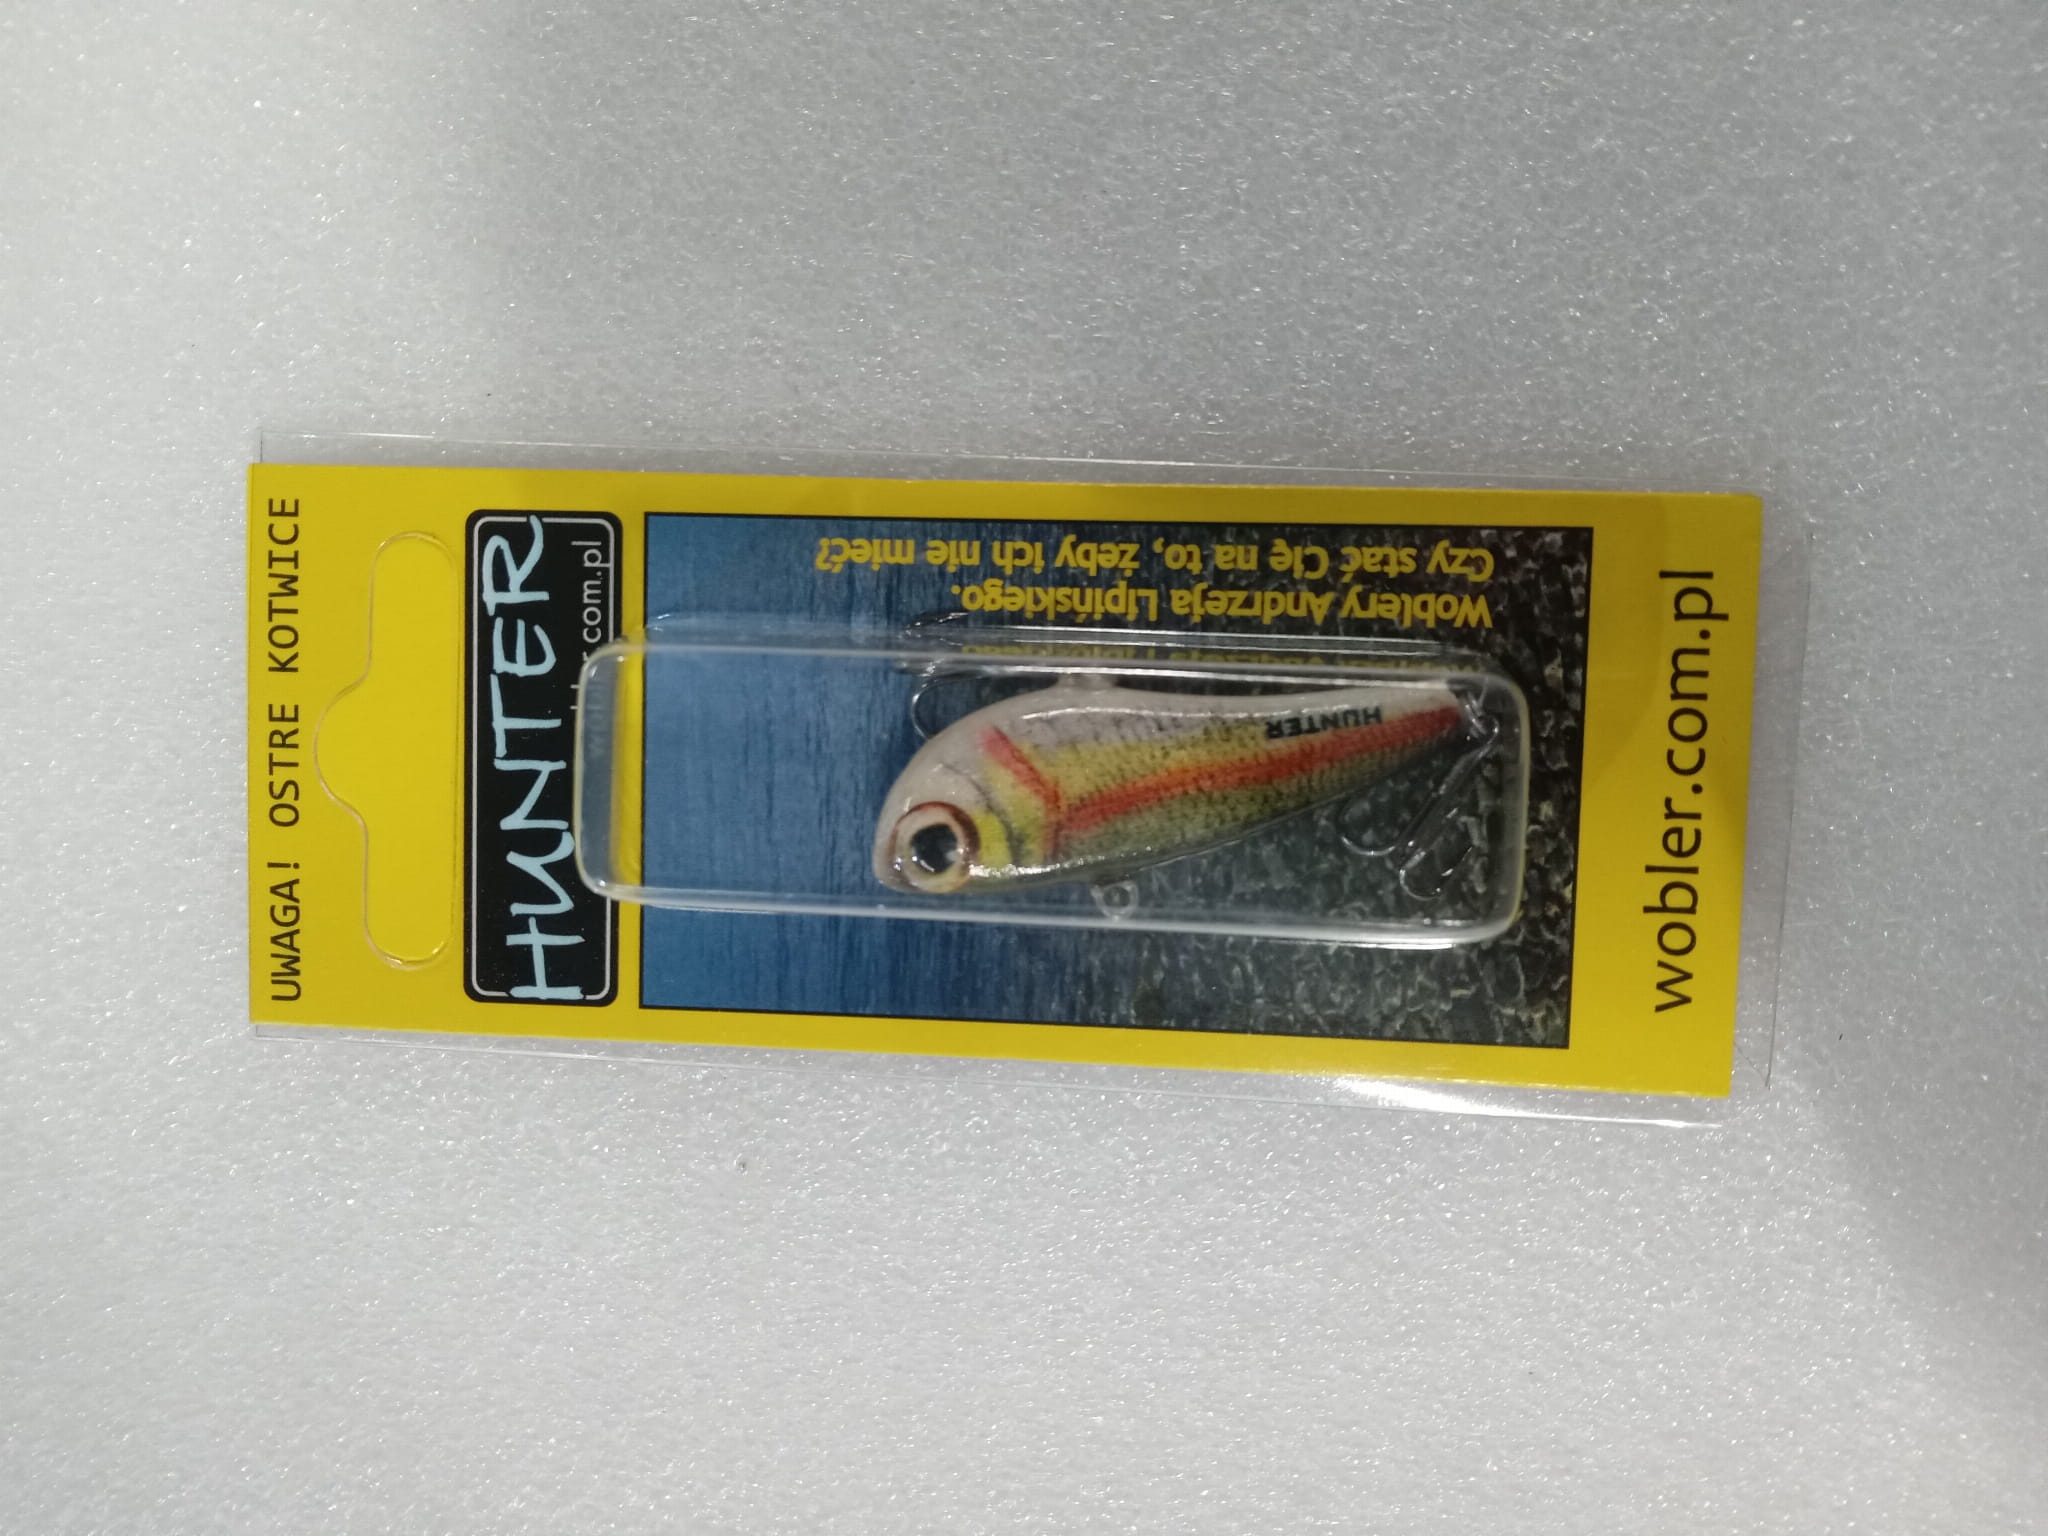 UWAGA! OSTRE KOTWICE
HUNTER
.com.pl
Woblery Andrzeja Lipińskiego.
Czy stać Cię na to, żeby ich nie mieć?
HUNTER
wobler.com.pl